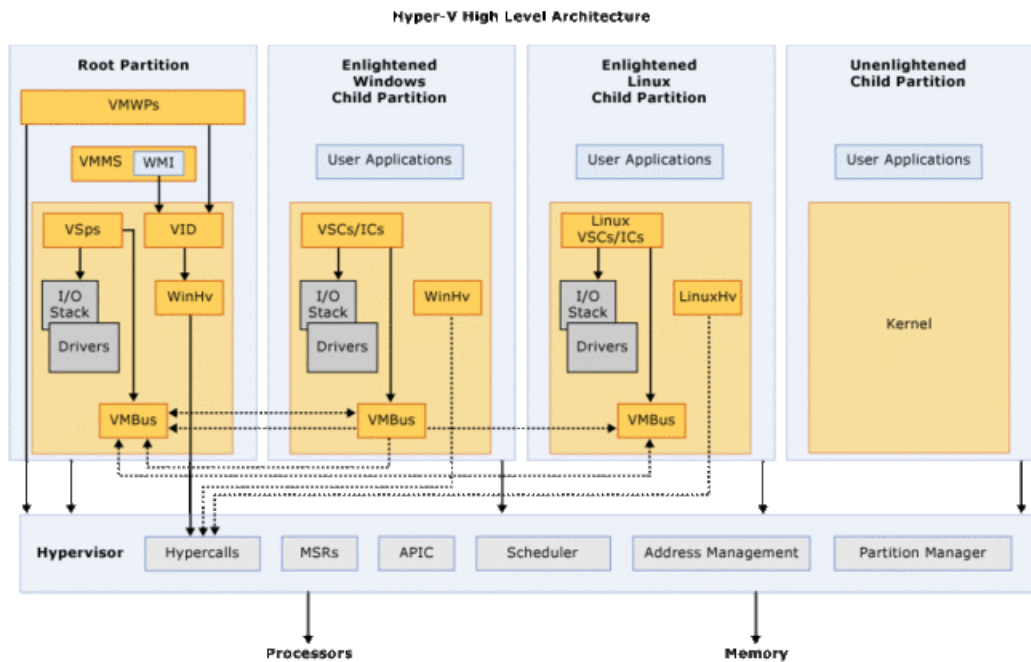 Hyper-V High Level Architecture
Root Partition
VMWPs
VMMS
WMI
VSps
VID
I/O
Stack
WinHv
Drivers
VMBus
Enlightened
Windows
Child Partition
User Applications
VSCs/ICs
I/O
Stack
WinHv
Drivers
VMBus
Enlightened
Linux
Child Partition
User Applications
Linux
VSCs/ICs
I/O
Stack
LinuxHv
Drivers
VMBus
Unenlightened
Child Partition
User Applications
Kernel
Hypervisor
Hypercalls
MSRs
APIC
Scheduler
Address Management
Partition Manager
Processors
Memory